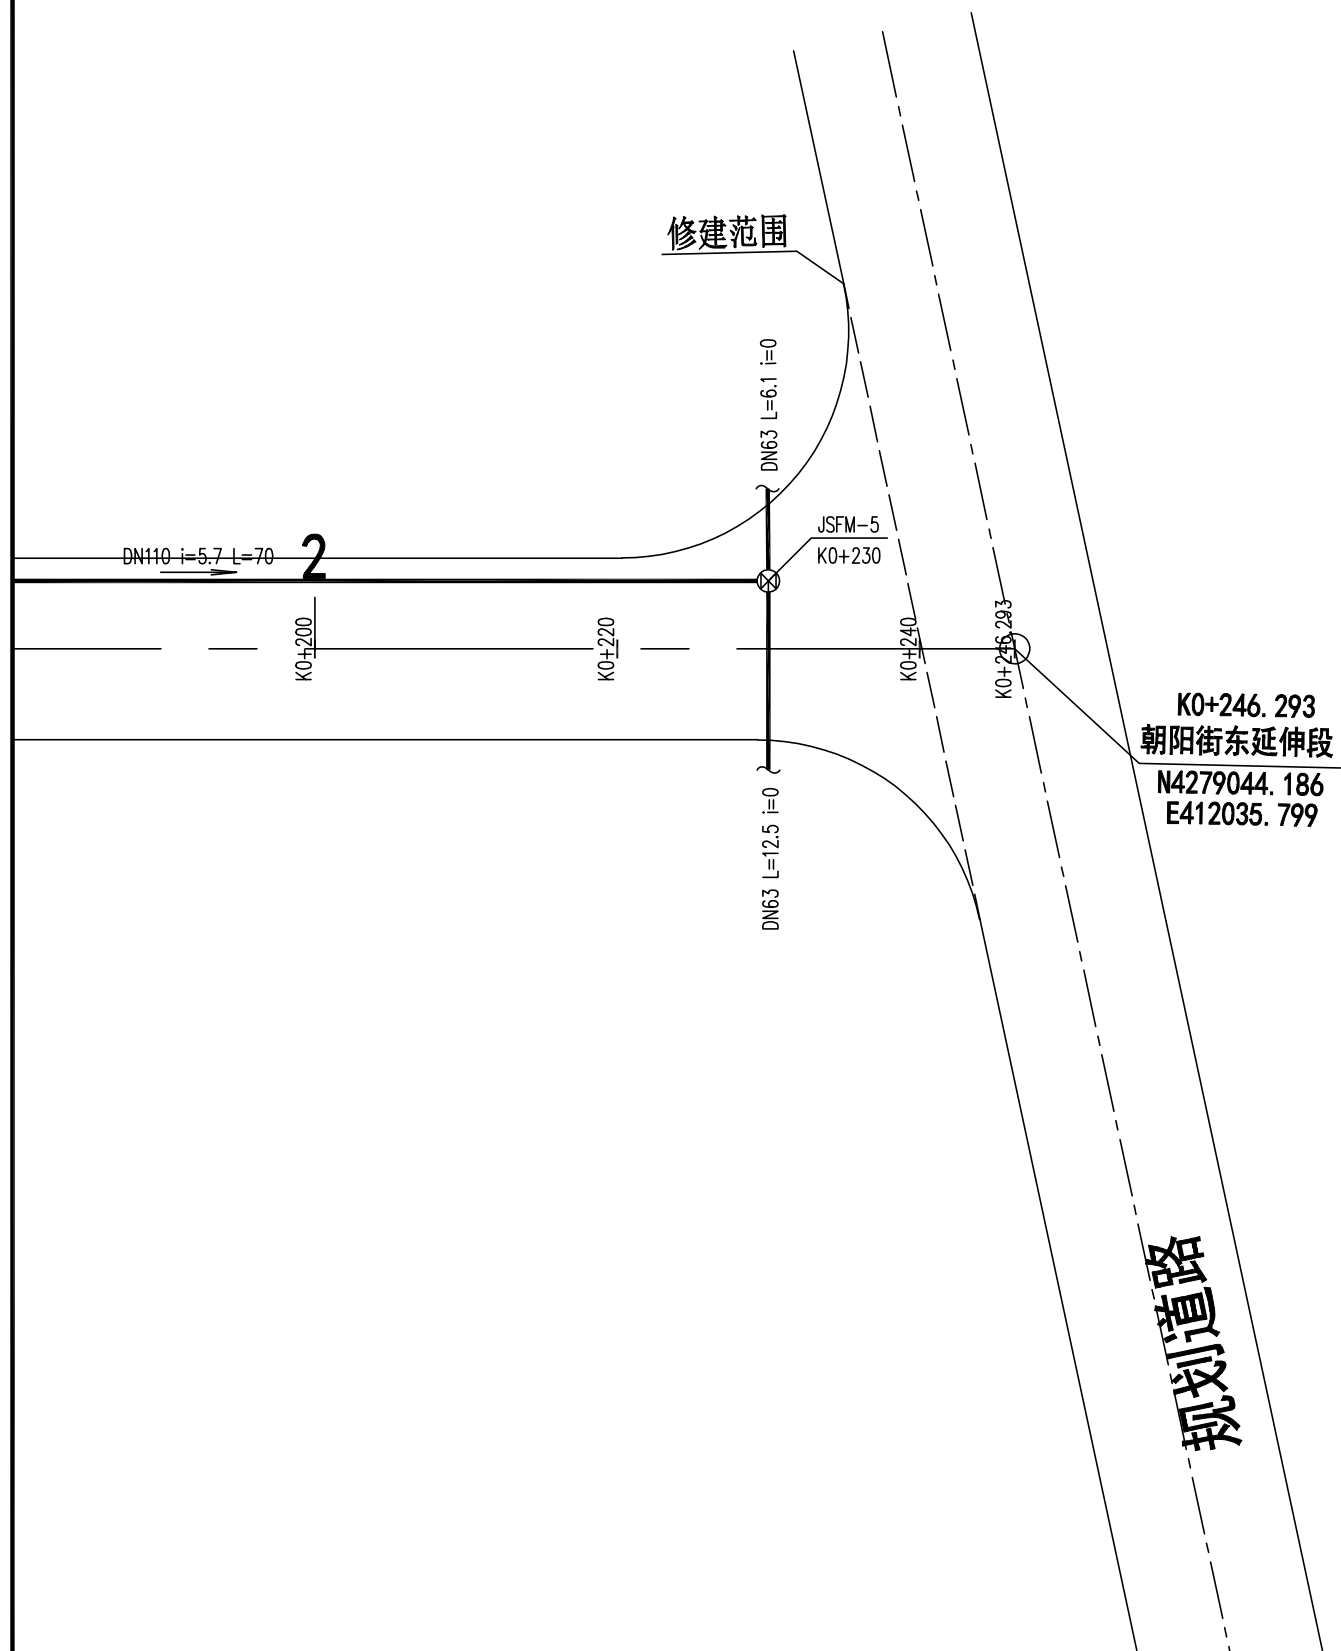 修建范围
DN63 L=6.1 i=0
JSFM-5
K0+230
DN110 i=5.7 L=70
2
K0+200
K0+220
K0+240
K0+246.293
K0+246.293
朝阳街东延伸段
N4279044.186
E412035.799
DN63 L=12.5 i=0
规划道路